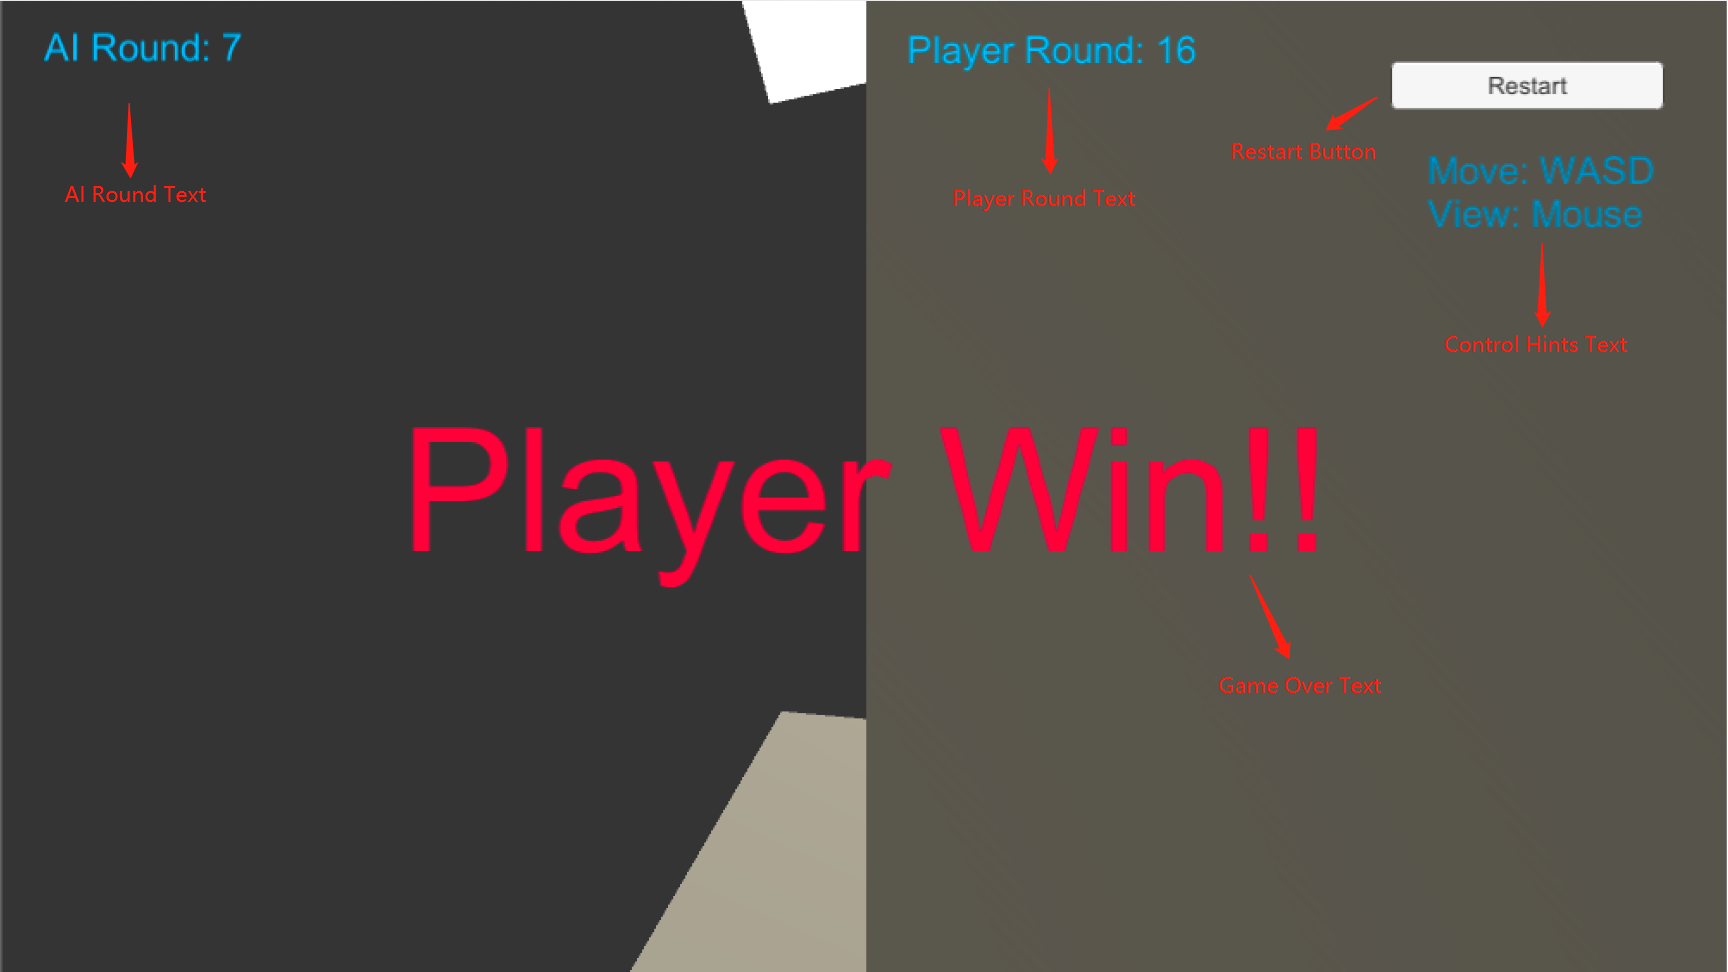 AI Round: 7
Player Round: 16
Restart
Restart Button
Move: WASD
View: Mouse
AI Round Text
Player Round Text
Control Hints Text
Player Win!!
Game Over Text